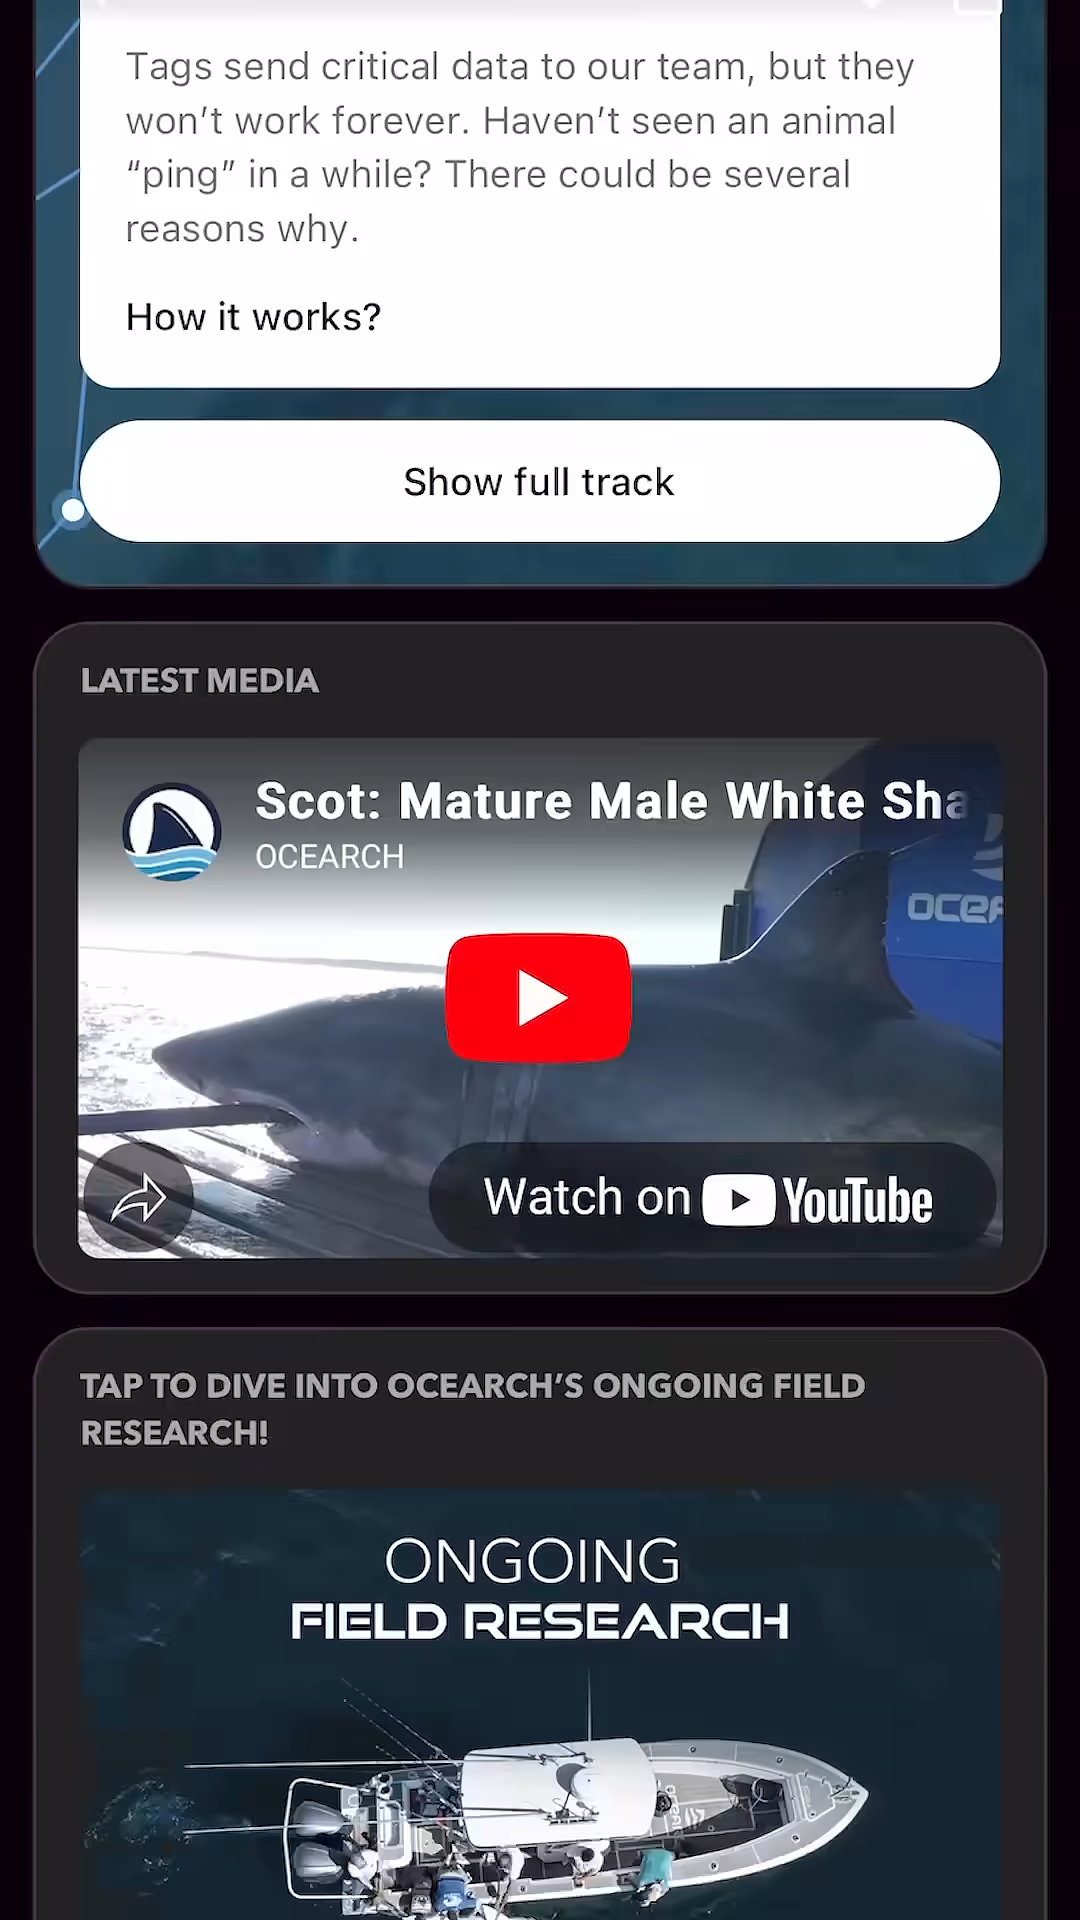 Tags send critical data to our team, but they
won’t work forever. Haven’t seen an animal
“ping” in a while? There could be several
reasons why.
How it works?
Show full track
LATEST MEDIA
Scot: Mature Male White Sha
OCEARCH
OCEA
Watch on YouTube
TAP TO DIVE INTO OCEARCH’S ONGOING FIELD
RESEARCH!
ONGOING
FIELD RESEARCH